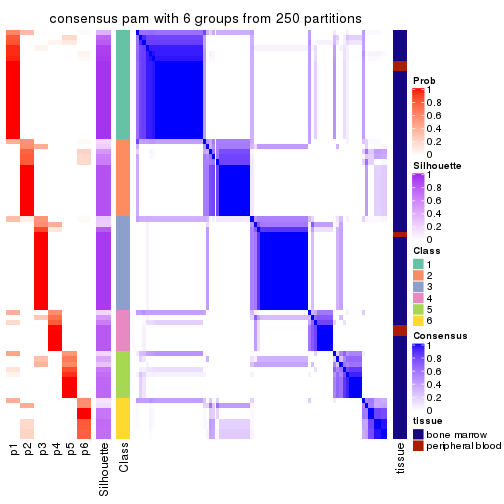 consensus pam with 6 groups from 250 partitions
Prob
1
0.8
0.6
0.4
0.2
0
Silhouette
1
0.8
0.6
0.4
0.2
0
Class
1
2
3
4
5
6
Consensus
1
0.8
0.6
0.4
0.2
0
tissue
bone marrow
peripheral blood
p1
p2
p3
p4
p5
p6
Silhouette
Class
tissue